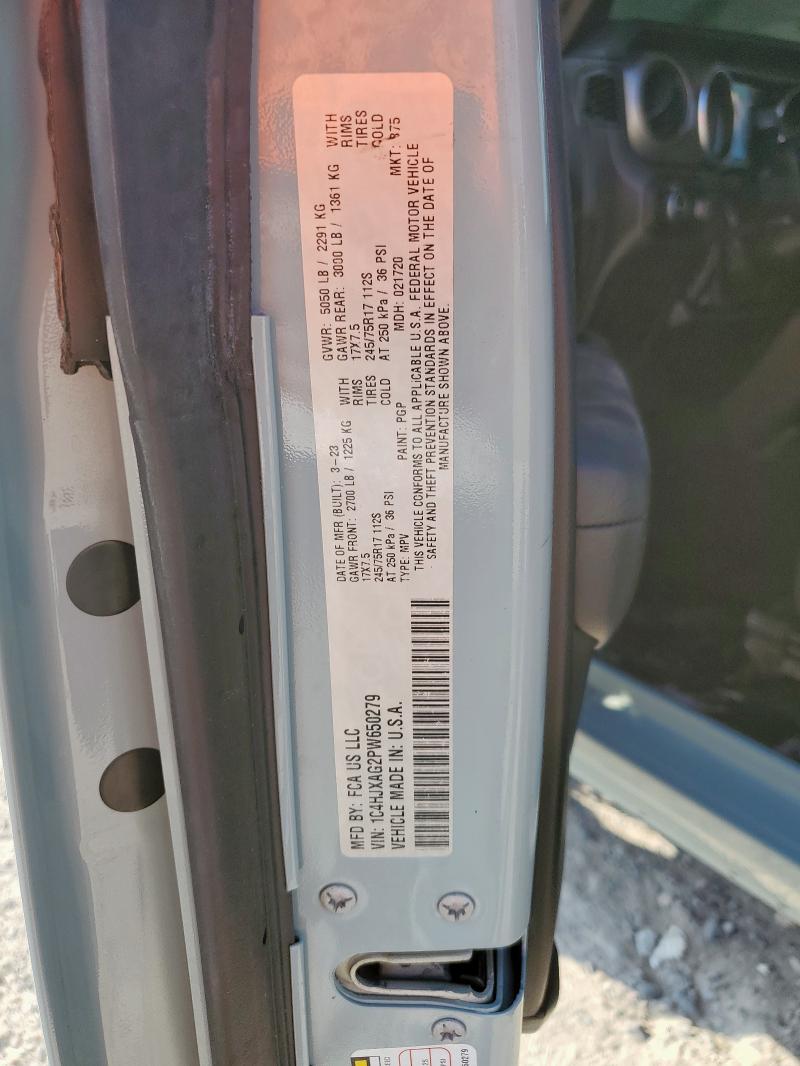 MFD BY: FCA US LLC
VIN: 1C4HJXAG2PW650279
VEHICLE MADE IN: U.S.A.
DATE OF MFR (BUILT): 3-23 GVWR: 5050 LB / 2291 KG
GAWR FRONT: 2700 LB / 1225 KG WITH GAWR REAR: 3000 LB / 1361 KG WITH
17X7.5 RIMS 17X7.5 RIMS
245/75R17 112S TIRES 245/75R17 112S TIRES
AT 250 kPa / 36 PSI COLD AT 250 kPa / 36 PSI COLD
TYPE: MPV PAINT: PGP MDH: 021720 MKT:
THIS VEHICLE CONFORMS TO ALL APPLICABLE U.S.A. FEDERAL MOTOR VEHICLE
SAFETY AND THEFT PREVENTION STANDARDS IN EFFECT ON THE DATE OF
MANUFACTURE SHOWN ABOVE.